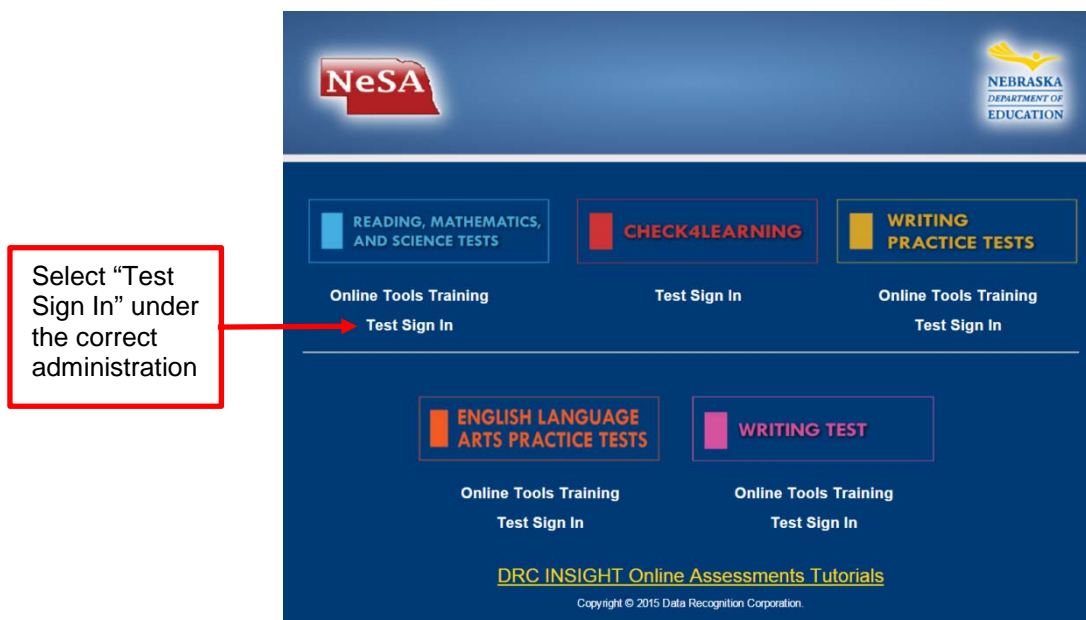 NeSA
NEBRASKA
DEPARTMENT OF
EDUCATION
READING, MATHEMATICS,
AND SCIENCE TESTS
CHECK4LEARNING
WRITING
PRACTICE TESTS
Select “Test
Sign In” under
the correct
administration
Online Tools Training
Test Sign In
Online Tools Training
Test Sign In
Test Sign In
ENGLISH LANGUAGE
ARTS PRACTICE TESTS
WRITING TEST
Online Tools Training
Online Tools Training
Test Sign In
Test Sign In
DRC INSIGHT Online Assessments Tutorials
Copyright © 2015 Data Recognition Corporation.